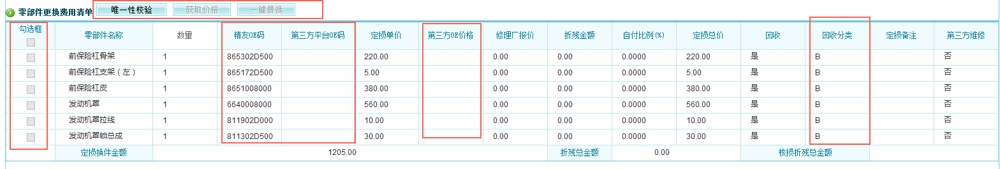 零部件更换费用清单 唯一性校验 获取价格 一键替换
勾选框 零部件名称 数量 精友OE码 第三方平台OE码 定损单价 第三方OE价格 修理厂报价 折残金额 自付比例(%) 定损总价 回收 回收分类 定损备注 第三方维修
前保险杠骨架 1 865302D500 220.00 0.00 0.00 0.0000 220.00 是 B 否
前保险杠支架（左） 1 865172D500 5.00 0.00 0.00 0.0000 5.00 是 B 否
前保险杠皮 1 8651008000 380.00 0.00 0.00 0.0000 380.00 是 B 否
发动机罩 1 6640008000 560.00 0.00 0.00 0.0000 560.00 是 B 否
发动机罩拉线 1 811902D000 10.00 0.00 0.00 0.0000 10.00 是 B 否
发动机罩锁总成 1 811302D500 30.00 0.00 0.00 0.0000 30.00 是 B 否
定损换件金额 1205.00 折残总金额 0.00 核损折残总金额